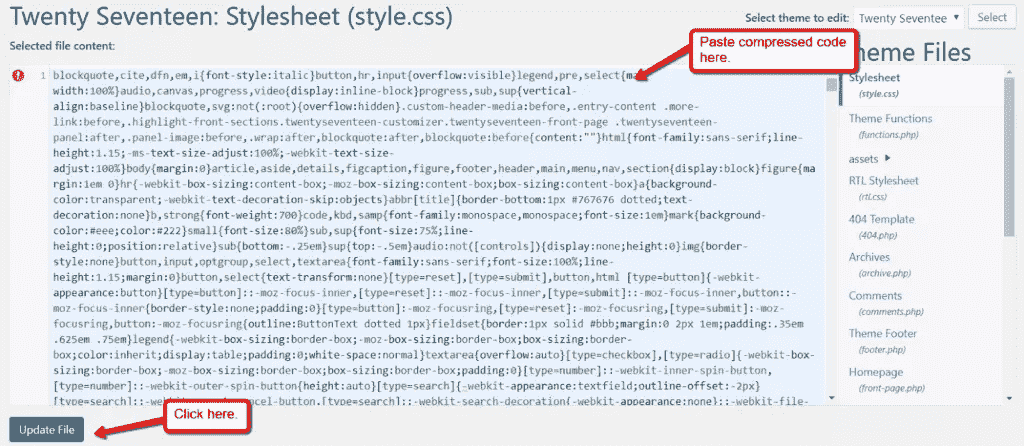 Twenty Seventeen: Stylesheet (style.css)
Select theme to edit: Twenty Seventee Select
Selected file content:
Paste compressed code
here.
heme Files
1 blockquote,cite,dfn,em,i{font-style:italic}button,hr,input{overflow:visible}legend,pre,select{ma
width:100%}audio,canvas,progress,video{display:inline-block}progress,sub,sup{vertical-
align:baseline}blockquote,svg:not(:root){overflow:hidden}.custom-header-media:before,.entry-content .more-
link:before,.highlight-front-sections.twentyseventeen-customizer.twentyseventeen-front-page .twentyseventeen-
panel:after,.panel-image:before,.wrap:after,blockquote:after,blockquote:before{content:""}html{font-family:sans-serif;line-
height:1.15;-ms-text-size-adjust:100%;-webkit-text-size-
adjust:100%}body{margin:0}article,aside,details,figcaption,figure,footer,header,main,menu,nav,section{display:block}figure{ma
rgin:1em 0}hr{-webkit-box-sizing:content-box;-moz-box-sizing:content-box;box-sizing:content-box}a{background-
color:transparent;-webkit-text-decoration-skip:objects}abbr[title]{border-bottom:1px #767676 dotted;text-
decoration:none}b,strong{font-weight:700}code,kbd,samp{font-family:monospace,monospace;font-size:1em}mark{background-
color:#eee;color:#222}small{font-size:80%}sub,sup{font-size:75%;line-
height:0;position:relative}sub{bottom:-.25em}sup{top:-.5em}audio:not([controls]){display:none;height:0}img{border-
style:none}button,input,optgroup,select,textarea{font-family:sans-serif;font-size:100%;line-
height:1.15;margin:0}button,select{text-transform:none}[type=reset],[type=submit],button,html [type=button]{-webkit-
appearance:button}[type=button]::-moz-focus-inner,[type=reset]::-moz-focus-inner,[type=submit]::-moz-focus-inner,button::-
moz-focus-inner{border-style:none;padding:0}[type=button]:-moz-focusring,[type=reset]:-moz-focusring,[type=submit]:-moz-
focusring,button:-moz-focusring{outline:ButtonText dotted 1px}fieldset{border:1px solid #bbb;margin:0 2px 1em;padding:.35em
.625em .75em}legend{-webkit-box-sizing:border-box;-moz-box-sizing:border-box;box-sizing:border-
box;color:inherit;display:table;padding:0;white-space:normal}textarea{overflow:auto}[type=checkbox],[type=radio]{-webkit-box-
sizing:border-box;-moz-box-sizing:border-box;box-sizing:border-box;padding:0}[type=number]::-webkit-inner-spin-button,
[type=number]::-webkit-outer-spin-button{height:auto}[type=search]{-webkit-appearance:textfield;outline-offset:-2px}
[type=search]::-webkit-search-cancel-button,[type=search]::-webkit-search-decoration{-webkit-appearance:none}::-webkit-file-
Stylesheet
(style.css)
Theme Functions
(functions.php)
assets
RTL Stylesheet
(rtl.css)
404 Template
(404.php)
Archives
(archive.php)
Comments
(comments.php)
Theme Footer
(footer.php)
Homepage
(front-page.php)
Click here.
Update File